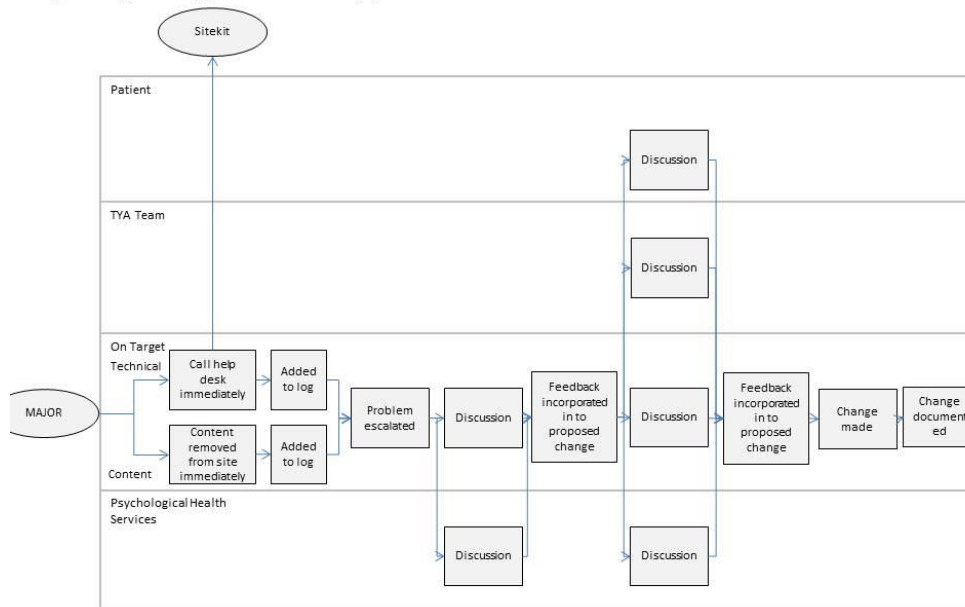 Sitekit
Patient
Discussion
TYA Team
Discussion
On Target
Technical
Call help
desk
immediately
Added
to log
MAJOR
Problem
escalated
Discussion
Feedback
incorporated
in to proposed
change
Discussion
Feedback
incorporated
in to proposed
change
Change
made
Change
document
ed
Content
removed
from site
immediately
Added
to log
Content
Psychological Health
Services
Discussion
Discussion